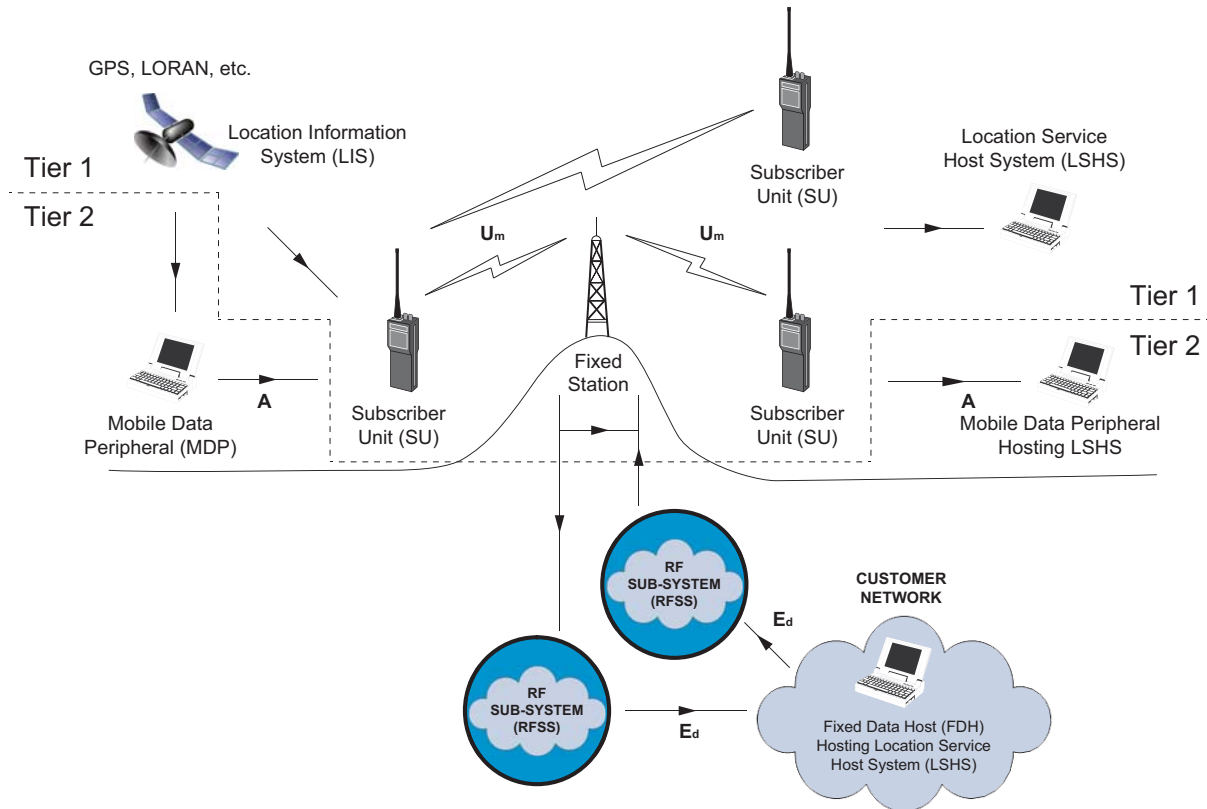 GPS, LORAN, etc.
Location Information
System (LIS)
Tier 1
Tier 2
Subscriber
Unit (SU)
Location Service
Host System (LSHS)
Um
Um
Tier 1
Tier 2
Mobile Data
Peripheral (MDP)
A
Subscriber
Unit (SU)
Fixed
Station
Subscriber
Unit (SU)
A
Mobile Data Peripheral
Hosting LSHS
RF
SUB-SYSTEM
(RFSS)
CUSTOMER
NETWORK
Ed
RF
SUB-SYSTEM
(RFSS)
Ed
Fixed Data Host (FDH)
Hosting Location Service
Host System (LSHS)